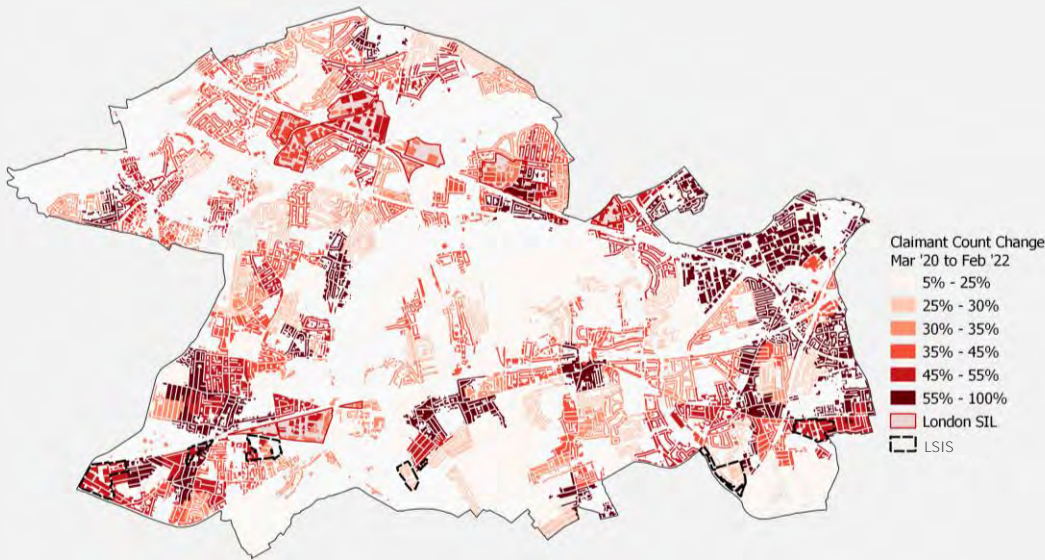 Claimant Count Change
Mar '20 to Feb '22
5% - 25%
25% - 30%
30% - 35%
35% - 45%
45% - 55%
55% - 100%
London SIL
LSIS